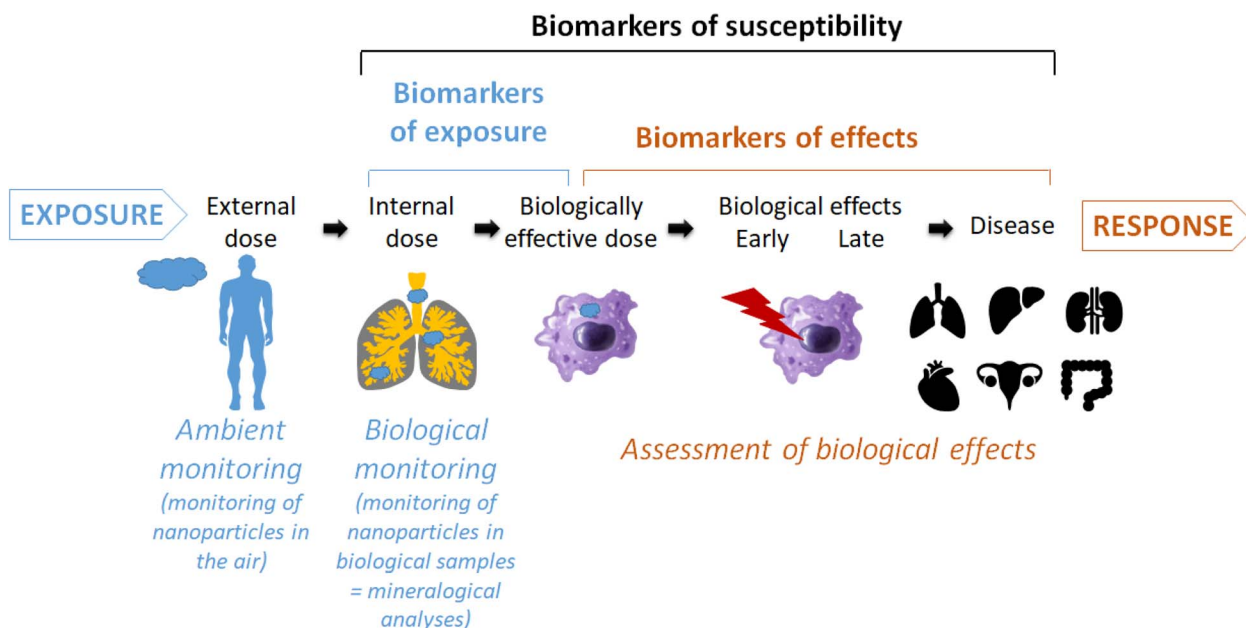 Biomarkers of susceptibility
Biomarkers
of exposure
Biomarkers of effects
EXPOSURE
External
dose
Internal
dose
Biologically
effective dose
Biological effects
Early Late
Disease
RESPONSE
Ambient
monitoring
(monitoring of
nanoparticles in
the air)
Biological
monitoring
(monitoring of
nanoparticles in
biological samples
= mineralogical
analyses)
Assessment of biological effects